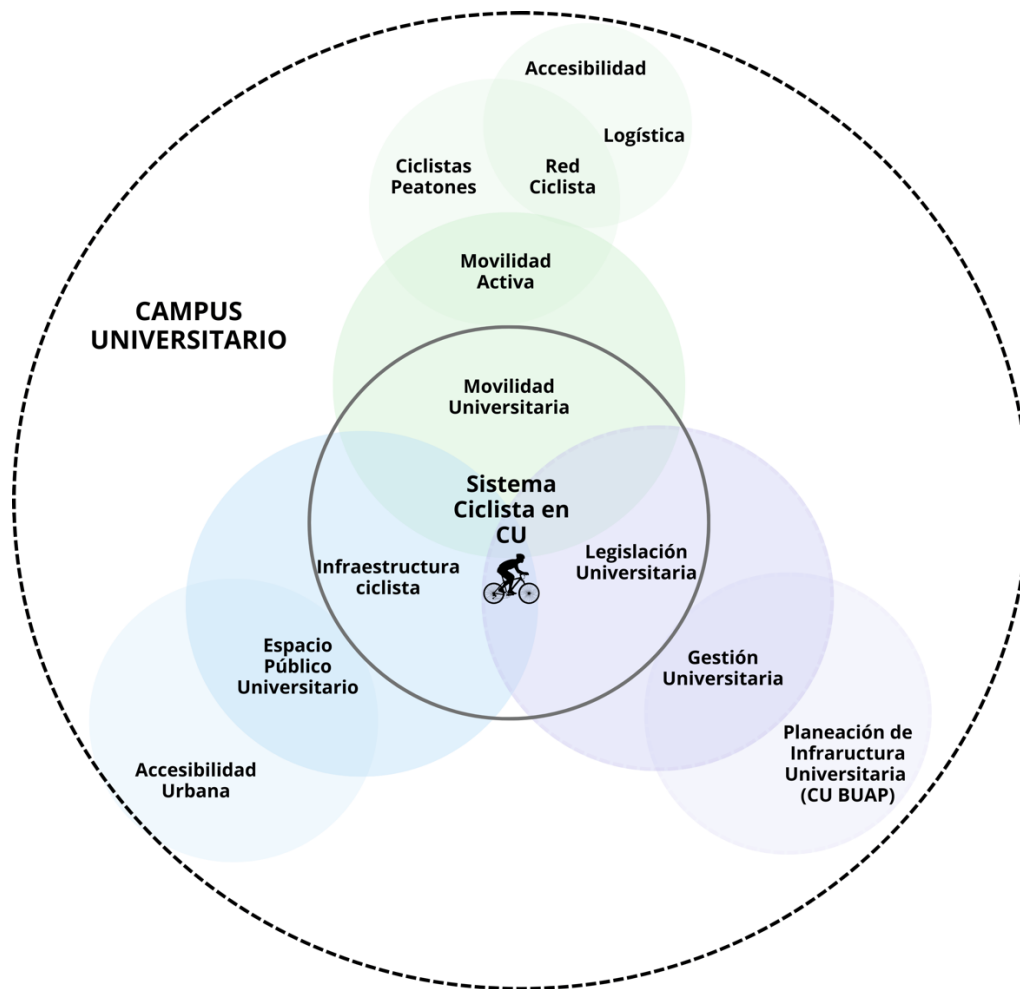 Accesibilidad
Logística
Ciclistas
Peatones
Red
Ciclista
Movilidad
Activa
CAMPUS
UNIVERSITARIO
Movilidad
Universitaria
Sistema
Ciclista en
CU
Infraestructura
ciclista
Legislación
Universitaria
Espacio
Público
Universitario
Gestión
Universitaria
Accesibilidad
Urbana
Planeación de
Infraructura
Universitaria
(CU BUAP)